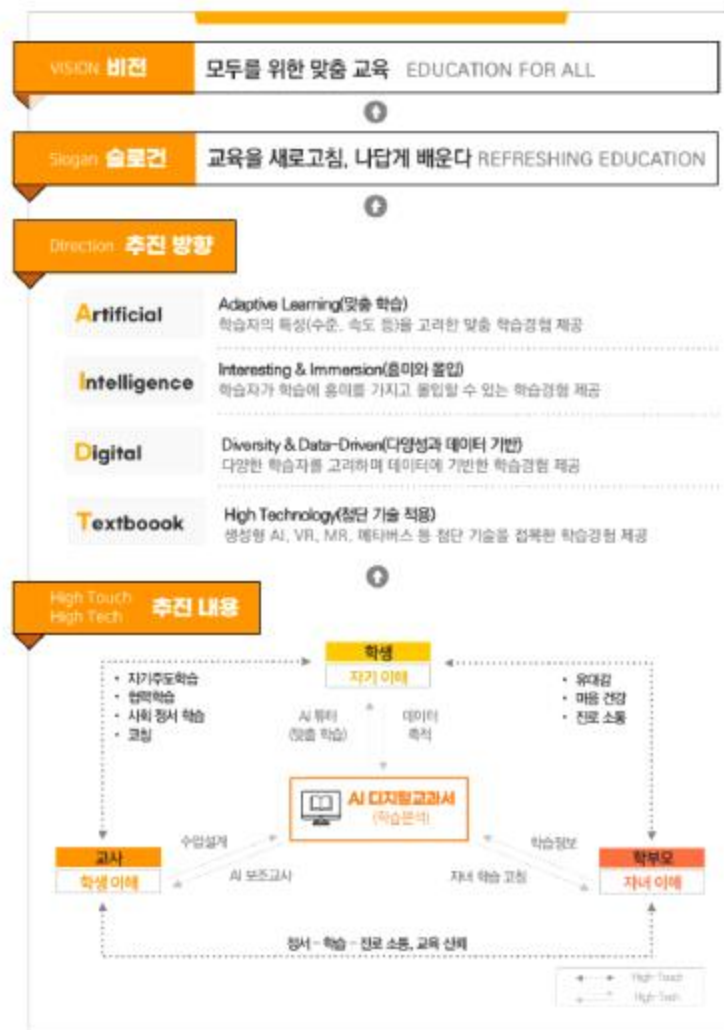 VISION 비전
모두를 위한 맞춤 교육 EDUCATION FOR ALL
Slogan 슬로건
교육을 새로고침, 나답게 배운다 REFRESHING EDUCATION
Direction 추진 방향
Artificial
Adaptive Learning(맞춤 학습)
학습자의 특성(수준, 속도 등)을 고려한 맞춤 학습경험 제공
Intelligence
Interesting & Immersion(흥미와 몰입)
학습자가 학습에 흥미를 가지고 몰입할 수 있는 학습경험 제공
Digital
Diversity & Data-Driven(다양성과 데이터 기반)
다양한 학습자를 고려하며 데이터에 기반한 학습경험 제공
Textboook
High Technology(첨단 기술 적용)
생성형 AI, VR, MR, 메타버스 등 첨단 기술을 접목한 학습경험 제공
High Touch
High Tech 추진 내용
학생
자기 이해
• 자기주도학습
• 협력학습
• 사회 정서 학습
• 코칭
AI 튜터
(맞춤 학습)
데이터
축적
• 유대감
• 마음 건강
• 진로 소통
AI 디지털교과서
(학습분석)
수업설계
AI 보조교사
학습정보
자녀 학습 코칭
교사
학생 이해
학부모
자녀 이해
정서 - 학습 - 진로 소통, 교육 신뢰
High-Touch
High-Tech